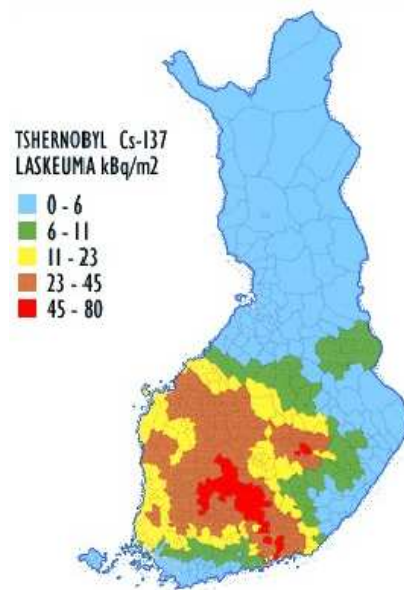 TSHERNOBYL Cs-137
LASKEUMA kBq/m2
0 - 6
6 - 11
11 - 23
23 - 45
45 - 80